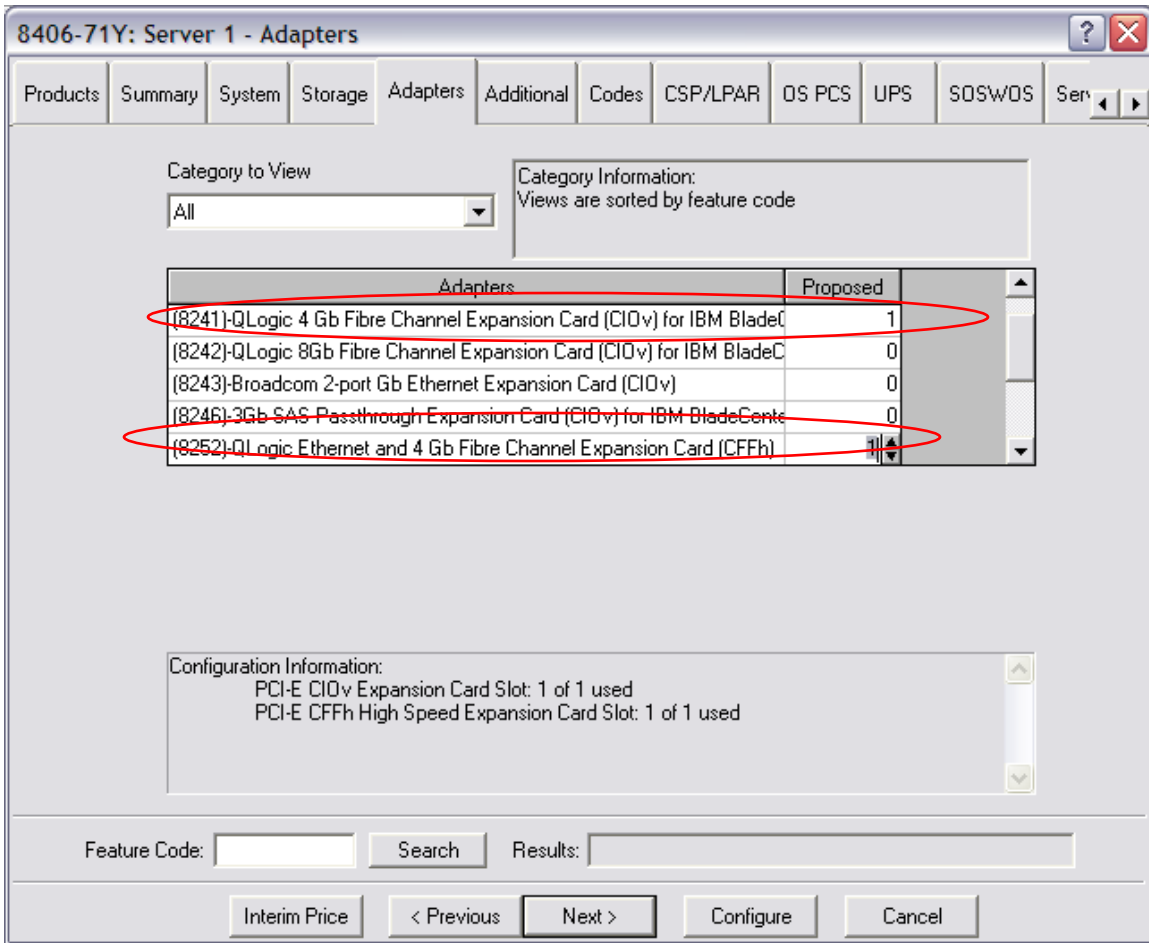 8406-71Y: Server 1 - Adapters
?
Products Summary System Storage Adapters Additional Codes CSP/LPAR OS PCS UPS SOSWOS Serv
Category to View
All
Category Information:
Views are sorted by feature code
Adapters Proposed
(8241)-QLogic 4 Gb Fibre Channel Expansion Card (CIOv) for IBM BladeC 1
(8242)-QLogic 8Gb Fibre Channel Expansion Card (CIOv) for IBM BladeC 0
(8243)-Broadcom 2-port Gb Ethernet Expansion Card (CIOv) 0
(8246)-3Gb SAS Passthrough Expansion Card (CIOv) for IBM BladeCente 0
(8252)-QLogic Ethernet and 4 Gb Fibre Channel Expansion Card (CFFh) 1
Configuration Information:
PCI-E CIOv Expansion Card Slot: 1 of 1 used
PCI-E CFFh High Speed Expansion Card Slot: 1 of 1 used
Feature Code: Search Results:
Interim Price < Previous Next > Configure Cancel